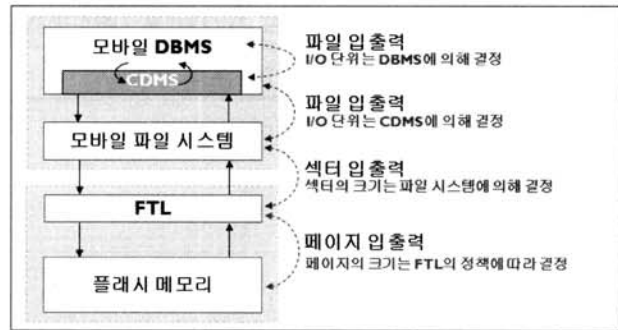 모바일 DBMS
CDMS
파일 입출력
I/O 단위는 DBMS에 의해 결정
파일 입출력
I/O 단위는 CDMS에 의해 결정
모바일 파일 시스템
섹터 입출력
섹터의 크기는 파일 시스템에 의해 결정
FTL
페이지 입출력
페이지의 크기는 FTL의 정책에 따라 결정
플래시 메모리